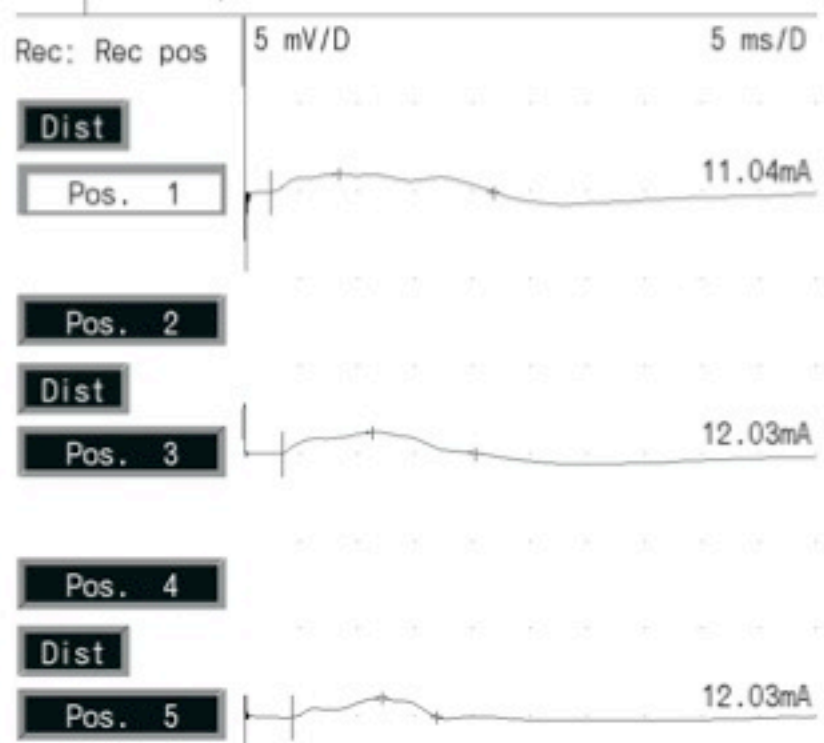 Rec: Rec pos 5 mV/D 5 ms/D
Dist
Pos. 1 11.04mA
Pos. 2
Dist
Pos. 3 12.03mA
Pos. 4
Dist
Pos. 5 12.03mA